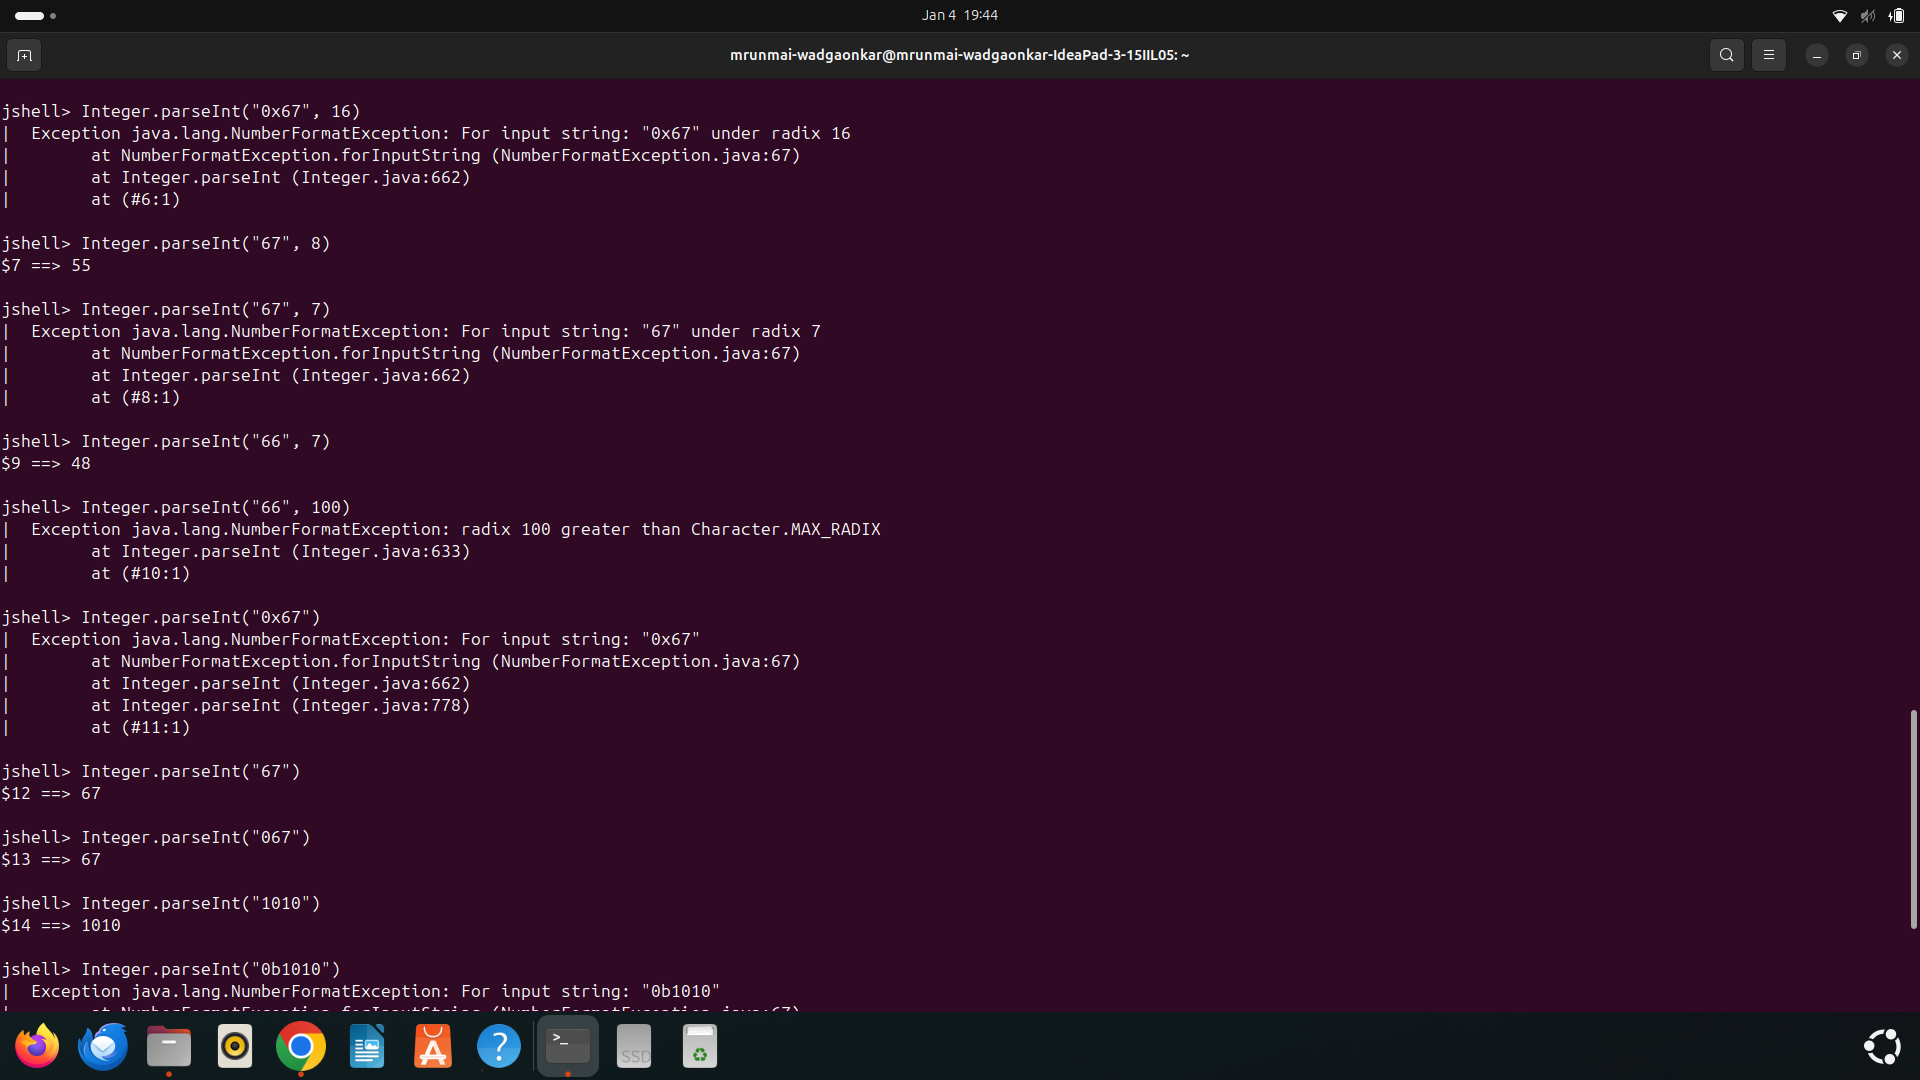 Jan 4 19:44
mrunmai-wadgaonkar@mrunmai-wadgaonkar-IdeaPad-3-15IIL05: ~
jshell> Integer.parseInt("0x67", 16)
|  Exception java.lang.NumberFormatException: For input string: "0x67" under radix 16
|        at NumberFormatException.forInputString (NumberFormatException.java:67)
|        at Integer.parseInt (Integer.java:662)
|        at (#6:1)
jshell> Integer.parseInt("67", 8)
$7 ==> 55
jshell> Integer.parseInt("67", 7)
|  Exception java.lang.NumberFormatException: For input string: "67" under radix 7
|        at NumberFormatException.forInputString (NumberFormatException.java:67)
|        at Integer.parseInt (Integer.java:662)
|        at (#8:1)
jshell> Integer.parseInt("66", 7)
$9 ==> 48
jshell> Integer.parseInt("66", 100)
|  Exception java.lang.NumberFormatException: radix 100 greater than Character.MAX_RADIX
|        at Integer.parseInt (Integer.java:633)
|        at (#10:1)
jshell> Integer.parseInt("0x67")
|  Exception java.lang.NumberFormatException: For input string: "0x67"
|        at NumberFormatException.forInputString (NumberFormatException.java:67)
|        at Integer.parseInt (Integer.java:662)
|        at Integer.parseInt (Integer.java:778)
|        at (#11:1)
jshell> Integer.parseInt("67")
$12 ==> 67
jshell> Integer.parseInt("067")
$13 ==> 67
jshell> Integer.parseInt("1010")
$14 ==> 1010
jshell> Integer.parseInt("0b1010")
|  Exception java.lang.NumberFormatException: For input string: "0b1010"
|        at NumberFormatException.forInputString (NumberFormatException.java:67)
>_
SSD